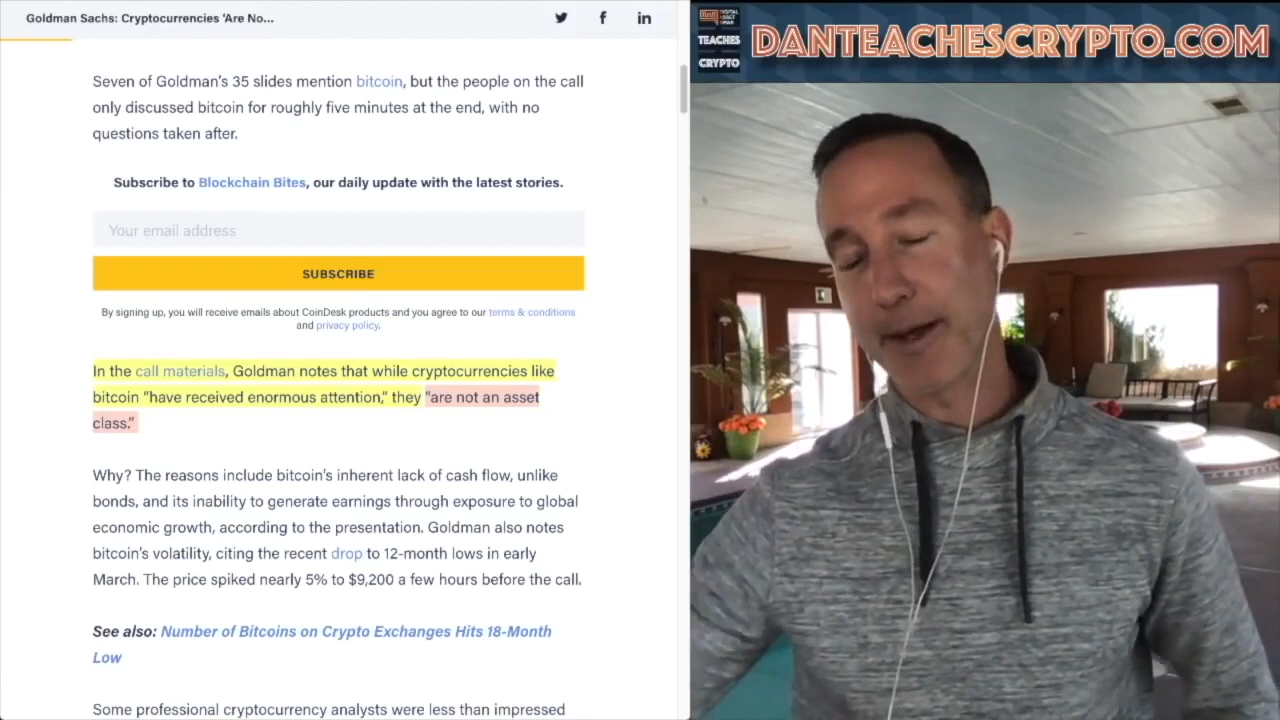 Goldman Sachs: Cryptocurrencies ‘Are No...
Seven of Goldman’s 35 slides mention bitcoin, but the people on the call
only discussed bitcoin for roughly five minutes at the end, with no
questions taken after.
Subscribe to Blockchain Bites, our daily update with the latest stories.
Your email address
SUBSCRIBE
By signing up, you will receive emails about CoinDesk products and you agree to our terms & conditions
and privacy policy.
In the call materials, Goldman notes that while cryptocurrencies like
bitcoin “have received enormous attention,” they “are not an asset
class.”
Why? The reasons include bitcoin’s inherent lack of cash flow, unlike
bonds, and its inability to generate earnings through exposure to global
economic growth, according to the presentation. Goldman also notes
bitcoin’s volatility, citing the recent drop to 12-month lows in early
March. The price spiked nearly 5% to $9,200 a few hours before the call.
See also: Number of Bitcoins on Crypto Exchanges Hits 18-Month
Low
Some professional cryptocurrency analysts were less than impressed
TEACHES
CRYPTO
DANTEACHESCRYPTO.COM